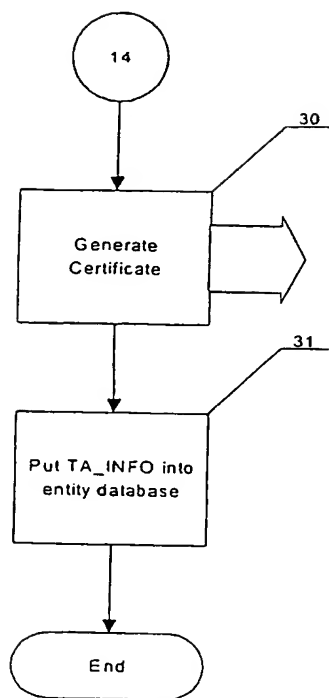 14
30
Generate
Certificate
31
Put TA_INFO into
entity database
End